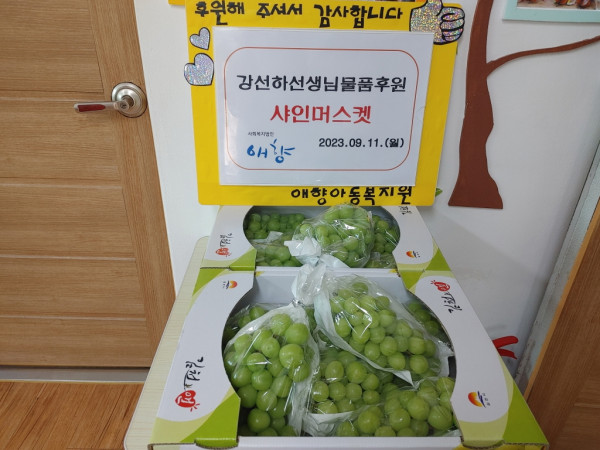 후원해 주셔서 감사합니다
강선하선생님물품후원
샤인머스켓
사회복지법인
애향
2023.09.11.(월)
애향아동복지원